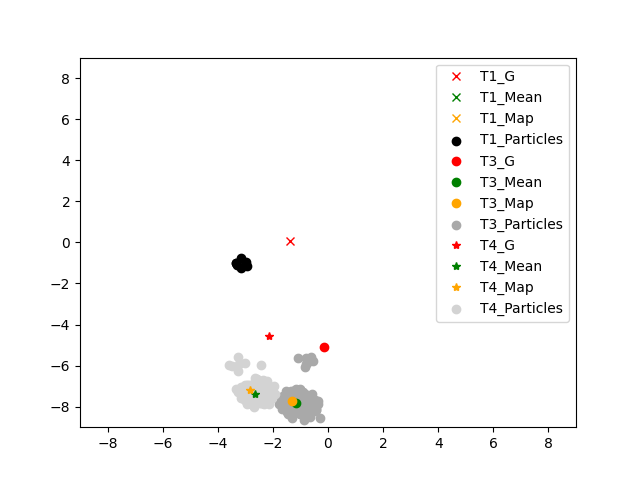 8
6
4
2
0
−2
−4
−6
−8
−8 −6 −4 −2 0 2 4 6 8
T1_G
T1_Mean
T1_Map
T1_Particles
T3_G
T3_Mean
T3_Map
T3_Particles
T4_G
T4_Mean
T4_Map
T4_Particles